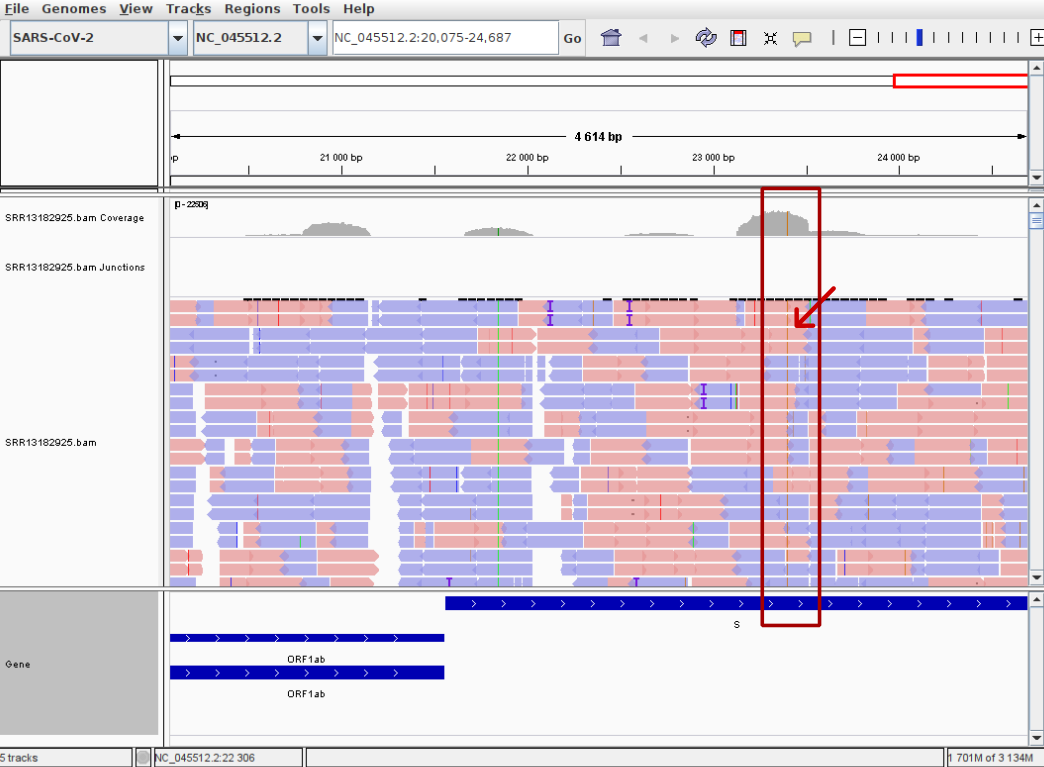 File Genomes View Tracks Regions Tools Help
SARS-CoV-2 NC_045512.2 NC_045512.2:20,075-24,687 Go
4 614 bp
21 000 bp 22 000 bp 23 000 bp 24 000 bp
[0 - 22506]
SRR13182925.bam Coverage
SRR13182925.bam Junctions
SRR13182925.bam
S
ORF1ab
Gene
ORF1ab
5 tracks NC_045512.2:22 306 1 701M of 3 134M